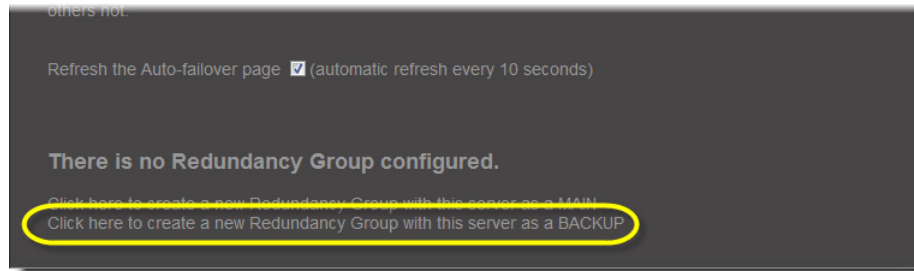 others not.
Refresh the Auto-failover page (automatic refresh every 10 seconds)
There is no Redundancy Group configured.
Click here to create a new Redundancy Group with this server as a MAIN
Click here to create a new Redundancy Group with this server as a BACKUP